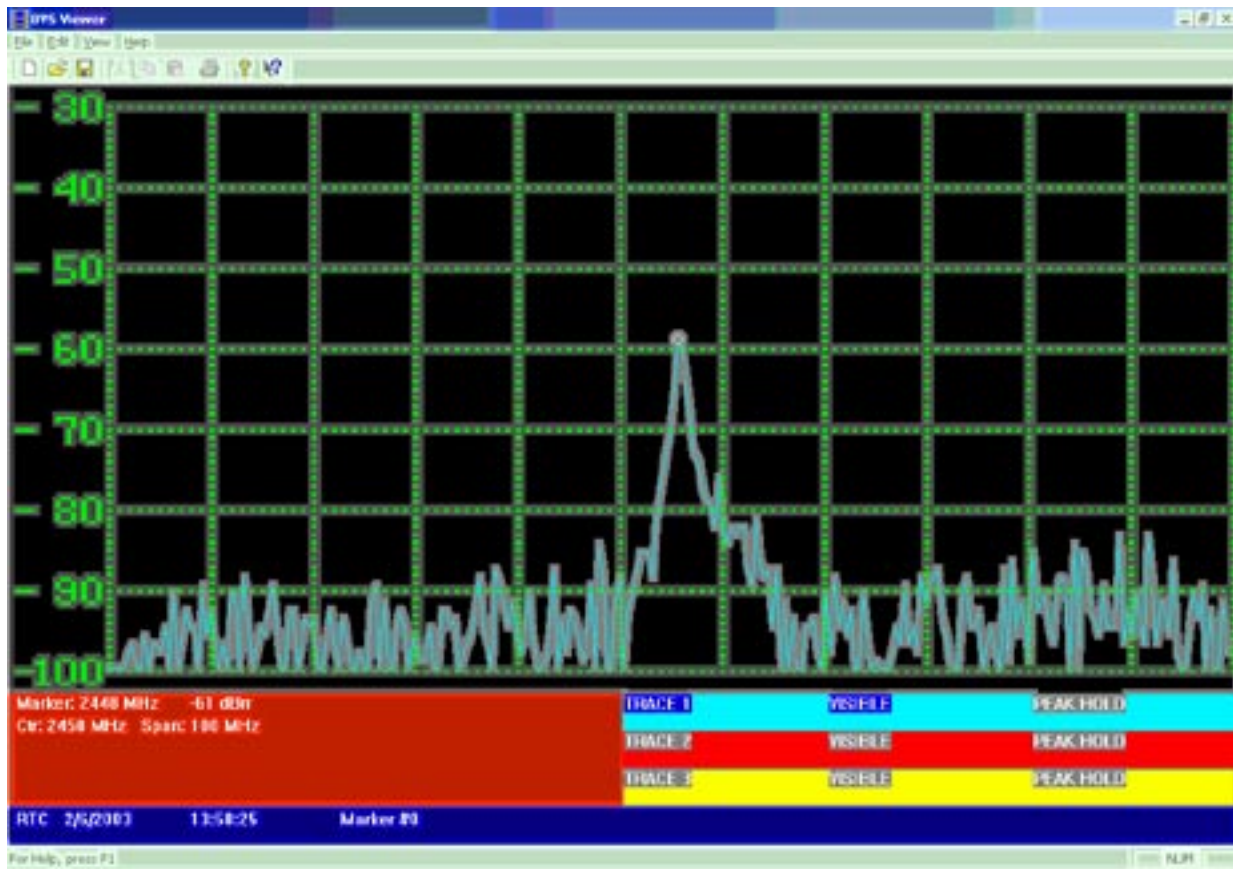 BVS Viewer
File Edit View Help
- 30
- 40
- 50
- 60
- 70
- 80
- 90
-100
Marker: 2448 MHz -61 dBm
Ctr: 2450 MHz Span: 100 MHz
TRACE 1 VISIBLE PEAK HOLD
TRACE 2 VISIBLE PEAK HOLD
TRACE 3 VISIBLE PEAK HOLD
RTC 2/6/2003 13:58:25 Marker #0
For Help, press F1 NUM